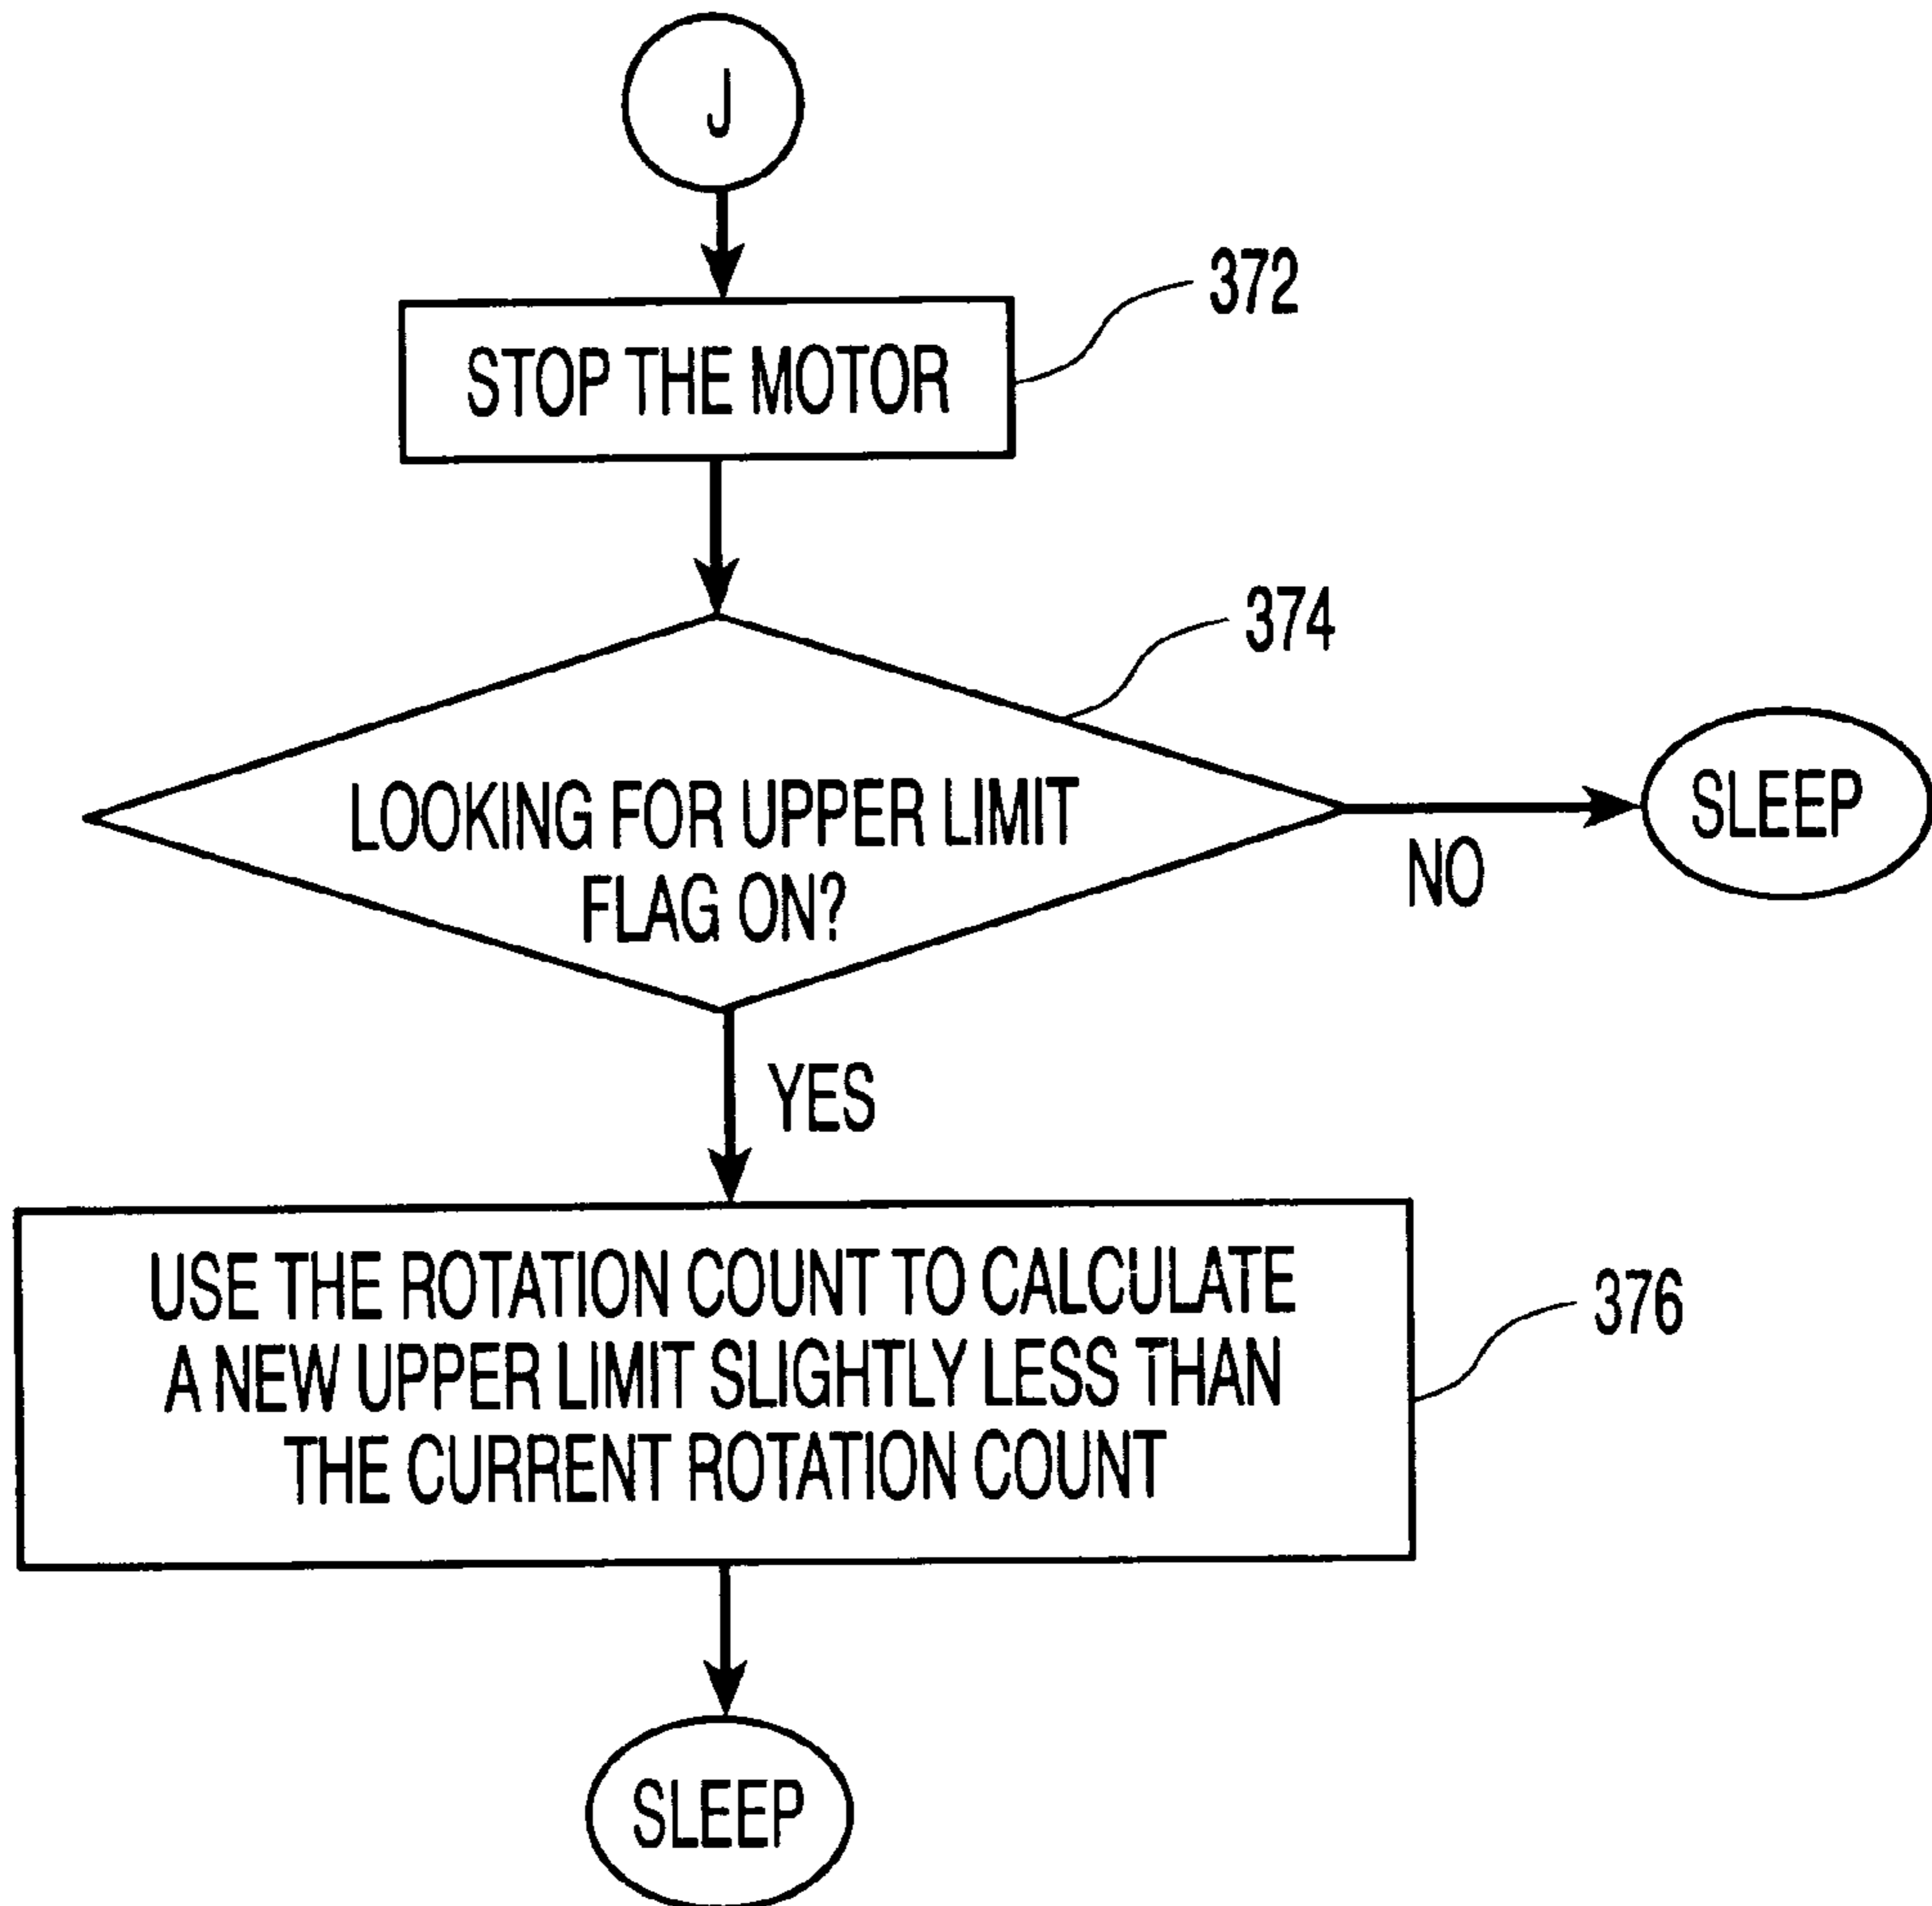 J
372
STOP THE MOTOR
374
LOOKING FOR UPPER LIMIT
FLAG ON?
NO
SLEEP
YES
USE THE ROTATION COUNT TO CALCULATE
A NEW UPPER LIMIT SLIGHTLY LESS THAN
THE CURRENT ROTATION COUNT
376
SLEEP